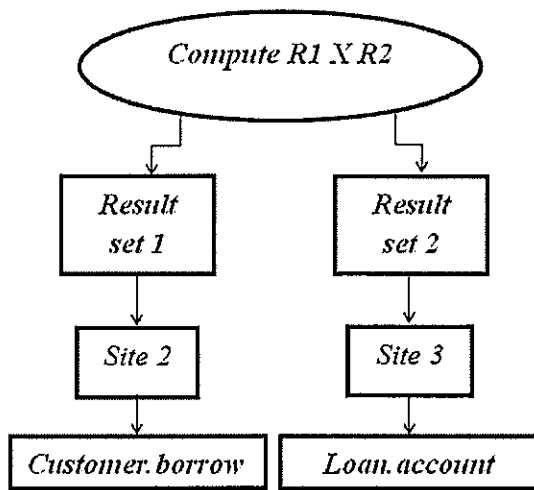 Compute R1 X R2
Result
set 1
Result
set 2
Site 2
Site 3
Customer.borrow
Loan.account